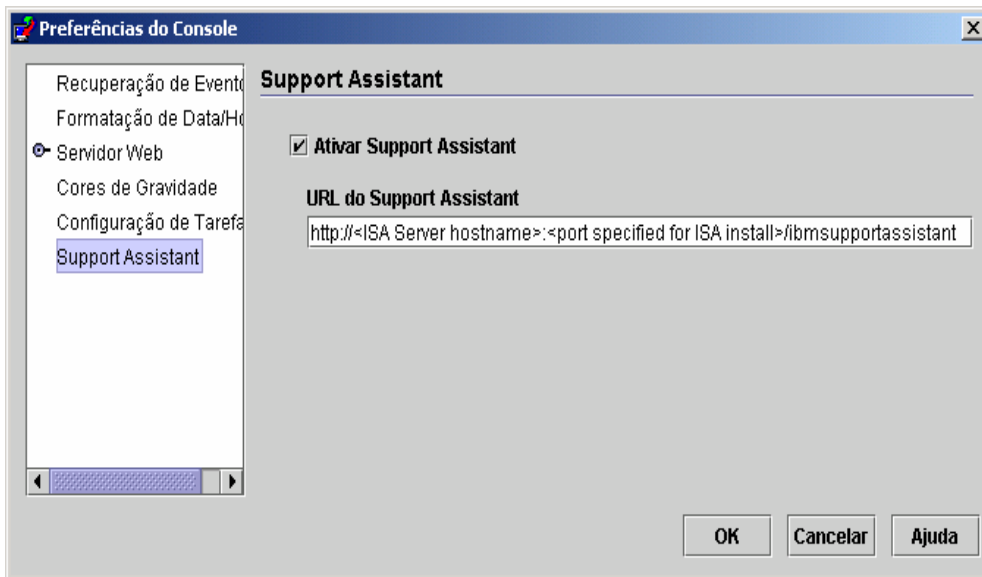 Preferências do Console
Recuperação de Evento
Formatação de Data/Ho
Servidor Web
Cores de Gravidade
Configuração de Tarefa
Support Assistant
Support Assistant
Ativar Support Assistant
URL do Support Assistant
http://<ISA Server hostname>:<port specified for ISA install>/ibmsupportassistant
OK
Cancelar
Ajuda